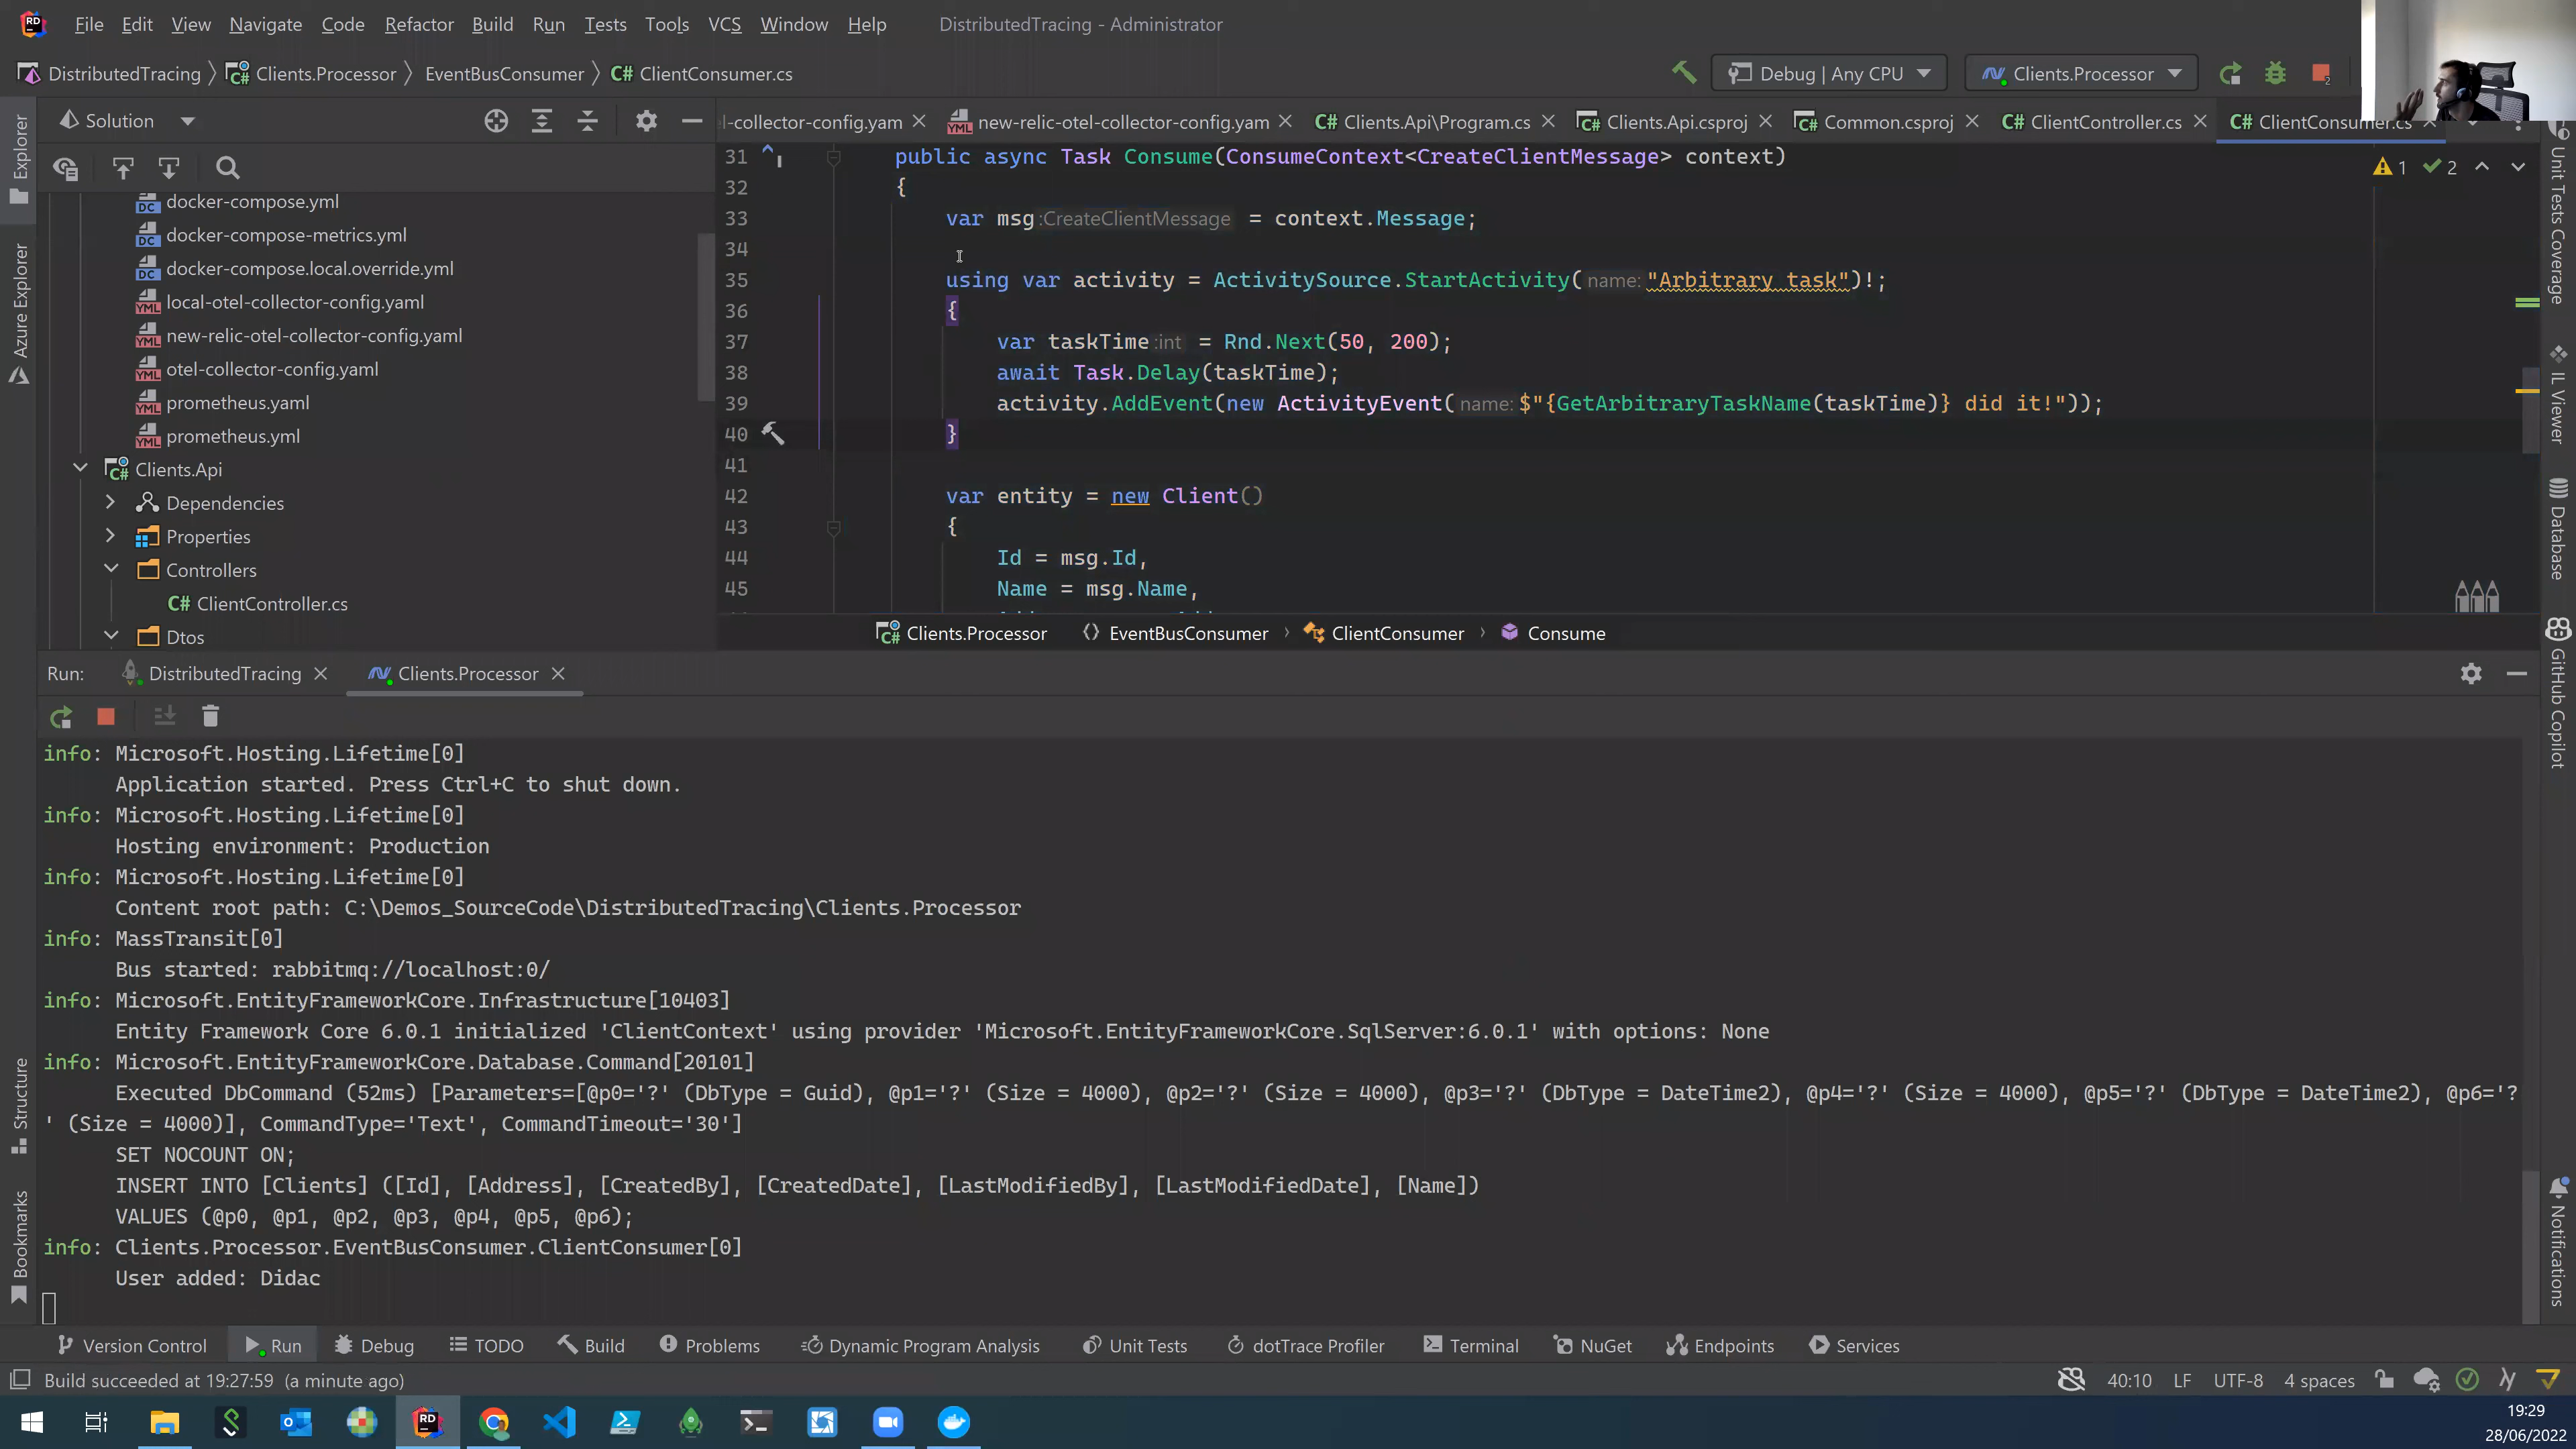 File Edit View Navigate Code Refactor Build Run Tests Tools VCS Window Help DistributedTracing - Administrator
DistributedTracing Clients.Processor EventBusConsumer C# ClientConsumer.cs Debug | Any CPU Clients.Processor
Solution
l-collector-config.yam new-relic-otel-collector-config.yam C# Clients.Api\Program.cs Clients.Api.csproj Common.csproj C# ClientController.cs C# ClientConsumer.cs
Explorer
Azure Explorer
Structure
Bookmarks
docker-compose.yml
docker-compose-metrics.yml
docker-compose.local.override.yml
local-otel-collector-config.yaml
new-relic-otel-collector-config.yaml
otel-collector-config.yaml
prometheus.yaml
prometheus.yml
Clients.Api
Dependencies
Properties
Controllers
C# ClientController.cs
Dtos
31 public async Task Consume(ConsumeContext<CreateClientMessage> context)
32 {
33 var msg :CreateClientMessage = context.Message;
34
35 using var activity = ActivitySource.StartActivity( name: "Arbitrary task")!;
36 {
37 var taskTime :int = Rnd.Next(50, 200);
38 await Task.Delay(taskTime);
39 activity.AddEvent(new ActivityEvent( name: $"{GetArbitraryTaskName(taskTime)} did it!"));
40 }
41
42 var entity = new Client()
43 {
44 Id = msg.Id,
45 Name = msg.Name,
1 2
Clients.Processor EventBusConsumer ClientConsumer Consume
Unit Tests Coverage
IL Viewer
Database
GitHub Copilot
Notifications
Run: DistributedTracing Clients.Processor
info: Microsoft.Hosting.Lifetime[0]
Application started. Press Ctrl+C to shut down.
info: Microsoft.Hosting.Lifetime[0]
Hosting environment: Production
info: Microsoft.Hosting.Lifetime[0]
Content root path: C:\Demos_SourceCode\DistributedTracing\Clients.Processor
info: MassTransit[0]
Bus started: rabbitmq://localhost:0/
info: Microsoft.EntityFrameworkCore.Infrastructure[10403]
Entity Framework Core 6.0.1 initialized 'ClientContext' using provider 'Microsoft.EntityFrameworkCore.SqlServer:6.0.1' with options: None
info: Microsoft.EntityFrameworkCore.Database.Command[20101]
Executed DbCommand (52ms) [Parameters=[@p0='?' (DbType = Guid), @p1='?' (Size = 4000), @p2='?' (Size = 4000), @p3='?' (DbType = DateTime2), @p4='?' (Size = 4000), @p5='?' (DbType = DateTime2), @p6='?
' (Size = 4000)], CommandType='Text', CommandTimeout='30']
SET NOCOUNT ON;
INSERT INTO [Clients] ([Id], [Address], [CreatedBy], [CreatedDate], [LastModifiedBy], [LastModifiedDate], [Name])
VALUES (@p0, @p1, @p2, @p3, @p4, @p5, @p6);
info: Clients.Processor.EventBusConsumer.ClientConsumer[0]
User added: Didac
Version Control Run Debug TODO Build Problems Dynamic Program Analysis Unit Tests dotTrace Profiler Terminal NuGet Endpoints Services
Build succeeded at 19:27:59 (a minute ago) 40:10 LF UTF-8 4 spaces
19:29
28/06/2022